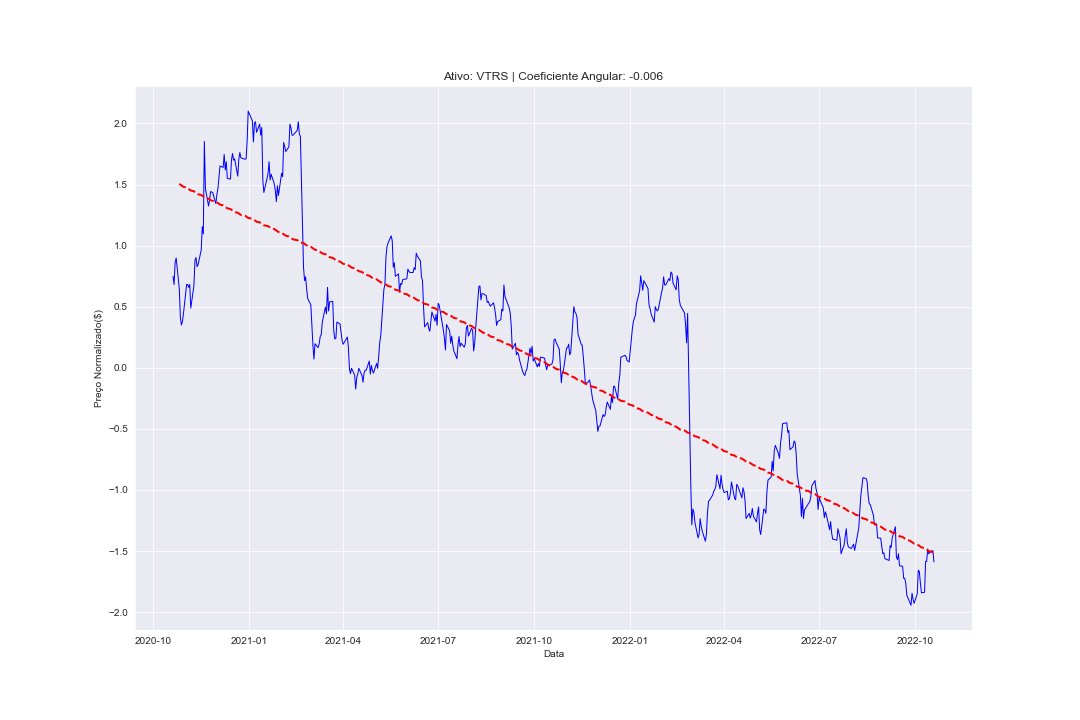 Ativo: VTRS | Coeficiente Angular: -0.006
2.0
1.5
1.0
0.5
0.0
−0.5
−1.0
−1.5
−2.0
Preço Normalizado($)
2020-10 2021-01 2021-04 2021-07 2021-10 2022-01 2022-04 2022-07 2022-10
Data